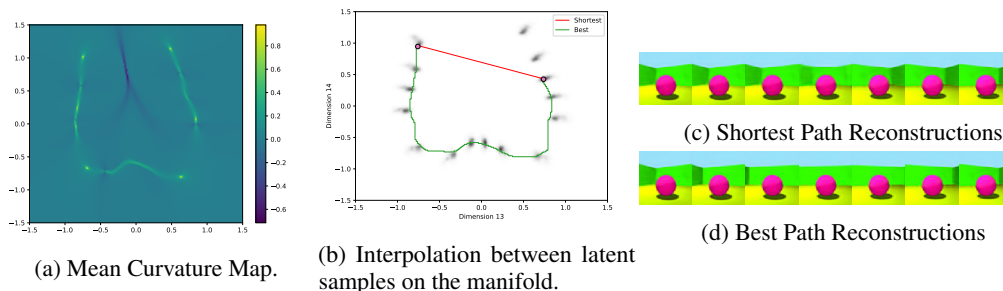 1.5
1.0
0.5
0.0
−0.5
−1.0
−1.5
−1.5 −1.0 −0.5 0.0 0.5 1.0 1.5
0.8
0.6
0.4
0.2
0.0
−0.2
−0.4
−0.6
(a) Mean Curvature Map.
Shortest
Best
1.5
1.0
0.5
0.0
−0.5
−1.0
−1.5
Dimension 14
−1.5 −1.0 −0.5 0.0 0.5 1.0 1.5
Dimension 13
(b) Interpolation between latent
samples on the manifold.
(c) Shortest Path Reconstructions
(d) Best Path Reconstructions